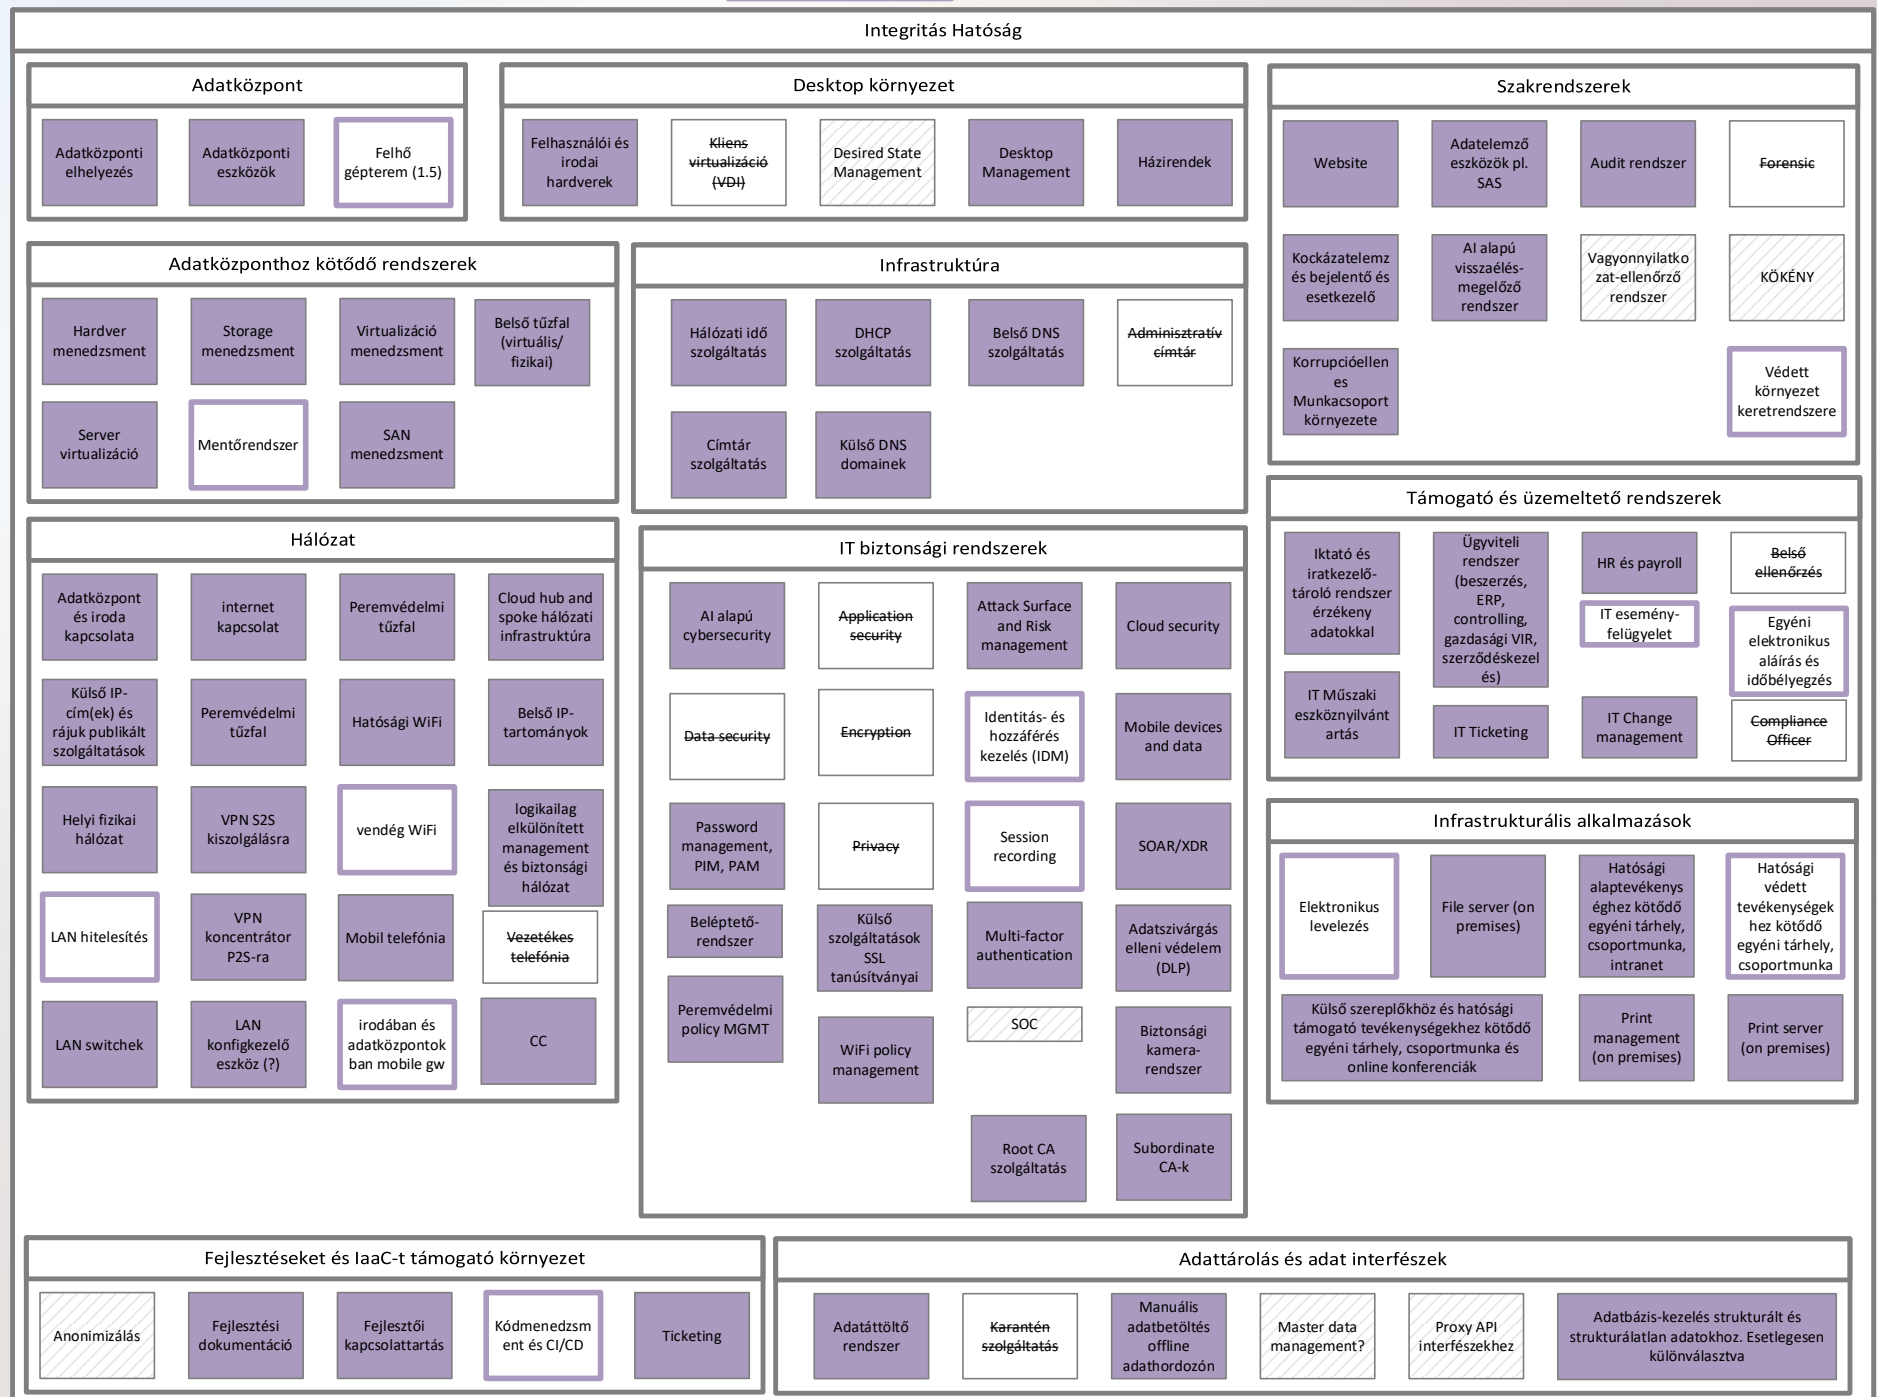 Integritás Hatóság
Adatközpont
Adatközponti
elhelyezés
Adatközponti
eszközök
Felhő
gépterem (1.5)
Desktop környezet
Felhasználói és
irodai
hardverek
Kliens
virtualizáció
(VDI)
Desired State
Management
Desktop
Management
Házirendek
Szakrendszerek
Website
Adatelemző
eszközök pl.
SAS
Audit rendszer
Forensic
Kockázatelemz
és bejelentő és
esetkezelő
AI alapú
visszaélés-
megelőző
rendszer
Vagyonnyilatko
zat-ellenőrző
rendszer
KÖKÉNY
Korrupcióellen
es
Munkacsoport
környezete
Védett
környezet
keretrendszere
Adatközponthoz kötődő rendszerek
Hardver
menedzsment
Storage
menedzsment
Virtualizáció
menedzsment
Belső tűzfal
(virtuális/
fizikai)
Server
virtualizáció
Mentőrendszer
SAN
menedzsment
Infrastruktúra
Hálózati idő
szolgáltatás
DHCP
szolgáltatás
Belső DNS
szolgáltatás
Adminisztratív
címtár
Címtár
szolgáltatás
Külső DNS
domainek
Támogató és üzemeltető rendszerek
Iktató és
iratkezelő-
tároló rendszer
érzékeny
adatokkal
Ügyviteli
rendszer
(beszerzés,
ERP,
controlling,
gazdasági VIR,
szerződéskezel
és)
HR és payroll
Belső
ellenőrzés
IT esemény-
felügyelet
Egyéni
elektronikus
aláírás és
időbélyegzés
IT Műszaki
eszköznyilvánt
artás
IT Ticketing
IT Change
management
Compliance
Officer
Hálózat
Adatközpont
és iroda
kapcsolata
internet
kapcsolat
Peremvédelmi
tűzfal
Cloud hub and
spoke hálózati
infrastruktúra
Külső IP-
cím(ek) és
rájuk publikált
szolgáltatások
Peremvédelmi
tűzfal
Hatósági WiFi
Belső IP-
tartományok
Helyi fizikai
hálózat
VPN S2S
kiszolgálásra
vendég WiFi
logikailag
elkülönített
management
és biztonsági
hálózat
LAN hitelesítés
VPN
koncentrátor
P2S-ra
Mobil telefónia
Vezetékes
telefónia
LAN switchek
LAN
konfigkezelő
eszköz (?)
irodában és
adatközpontok
ban mobile gw
CC
IT biztonsági rendszerek
AI alapú
cybersecurity
Application
security
Attack Surface
and Risk
management
Cloud security
Data security
Encryption
Identitás- és
hozzáférés
kezelés (IDM)
Mobile devices
and data
Password
management,
PIM, PAM
Privacy
Session
recording
SOAR/XDR
Beléptető-
rendszer
Külső
szolgáltatások
SSL
tanúsítványai
Multi-factor
authentication
Adatszivárgás
elleni védelem
(DLP)
Peremvédelmi
policy MGMT
WiFi policy
management
SOC
Biztonsági
kamera-
rendszer
Root CA
szolgáltatás
Subordinate
CA-k
Infrastrukturális alkalmazások
Elektronikus
levelezés
File server (on
premises)
Hatósági
alaptevékenys
éghez kötődő
egyéni tárhely,
csoportmunka,
intranet
Hatósági
védett
tevékenységek
hez kötődő
egyéni tárhely,
csoportmunka
Külső szereplőkhöz és hatósági
támogató tevékenységekhez kötődő
egyéni tárhely, csoportmunka és
online konferenciák
Print
management
(on premises)
Print server
(on premises)
Fejlesztéseket és IaaC-t támogató környezet
Anonimizálás
Fejlesztési
dokumentáció
Fejlesztői
kapcsolattartás
Kódmenedzsm
ent és CI/CD
Ticketing
Adattárolás és adat interfészek
Adatáttöltő
rendszer
Karantén
szolgáltatás
Manuális
adatbetöltés
offline
adathordozón
Master data
management?
Proxy API
interfészekhez
Adatbázis-kezelés strukturált és
strukturálatlan adatokhoz. Esetlegesen
különválasztva